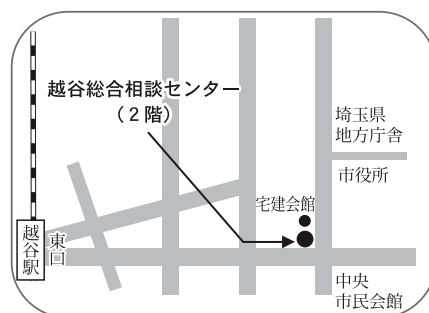 越谷総合相談センター
（２階）
埼玉県
地方庁舎
市役所
宅建会館
越谷駅
東口
中央
市民会館